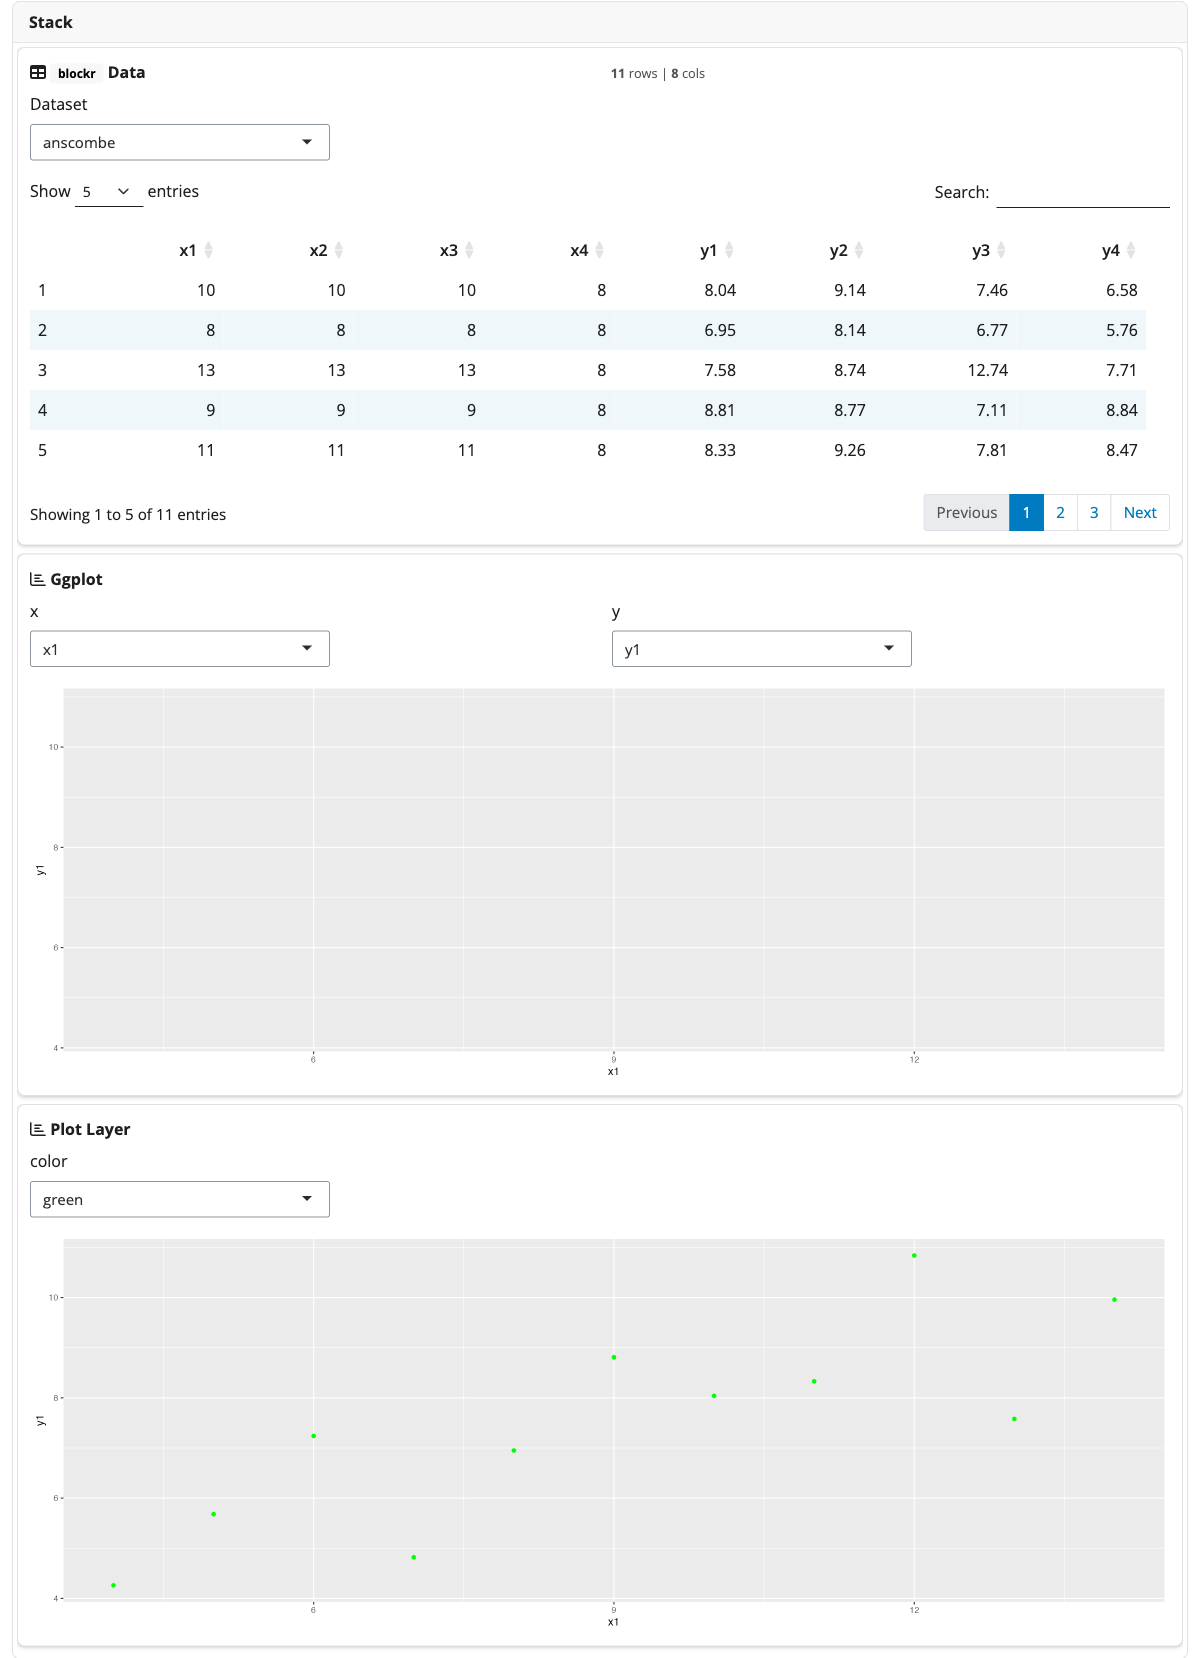 Stack
blockr Data 11 rows | 8 cols
Dataset
anscombe
Show 5 entries Search:
x1 x2 x3 x4 y1 y2 y3 y4
1 10 10 10 8 8.04 9.14 7.46 6.58
2 8 8 8 8 6.95 8.14 6.77 5.76
3 13 13 13 8 7.58 8.74 12.74 7.71
4 9 9 9 8 8.81 8.77 7.11 8.84
5 11 11 11 8 8.33 9.26 7.81 8.47
Showing 1 to 5 of 11 entries Previous 1 2 3 Next
Ggplot
x y
x1 y1
10
8
y1
6
4
6 9 12
x1
Plot Layer
color
green
10
8
y1
6
4
6 9 12
x1